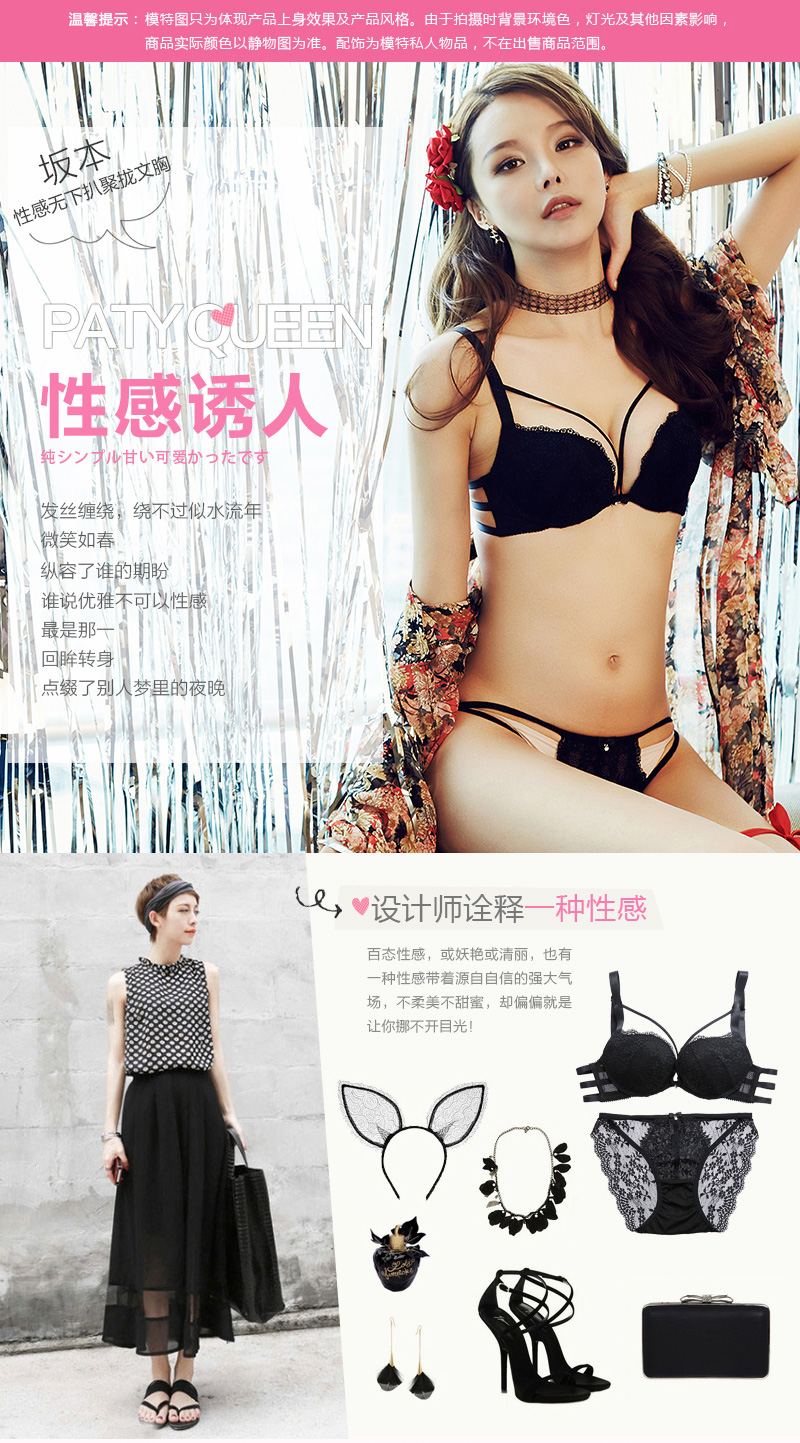 温馨提示：模特图只为体现产品上身效果及产品风格。由于拍摄时背景环境色，灯光及其他因素影响，
商品实际颜色以静物图为准。配饰为模特私人物品，不在出售商品范围。
坂本
性感无下扒聚拢文胸
PATY QUEEN
性感诱人
纯シンプル甘い可爱かったです
发丝缠绕，绕不过似水流年
微笑如春
纵容了谁的期盼
谁说优雅不可以性感
最是那一
回眸转身
点缀了别人梦里的夜晚
设计师诠释一种性感
百态性感，或妖艳或清丽，也有
一种性感带着源自自信的强大气
场，不柔美不甜蜜，却偏偏就是
让你挪不开目光！